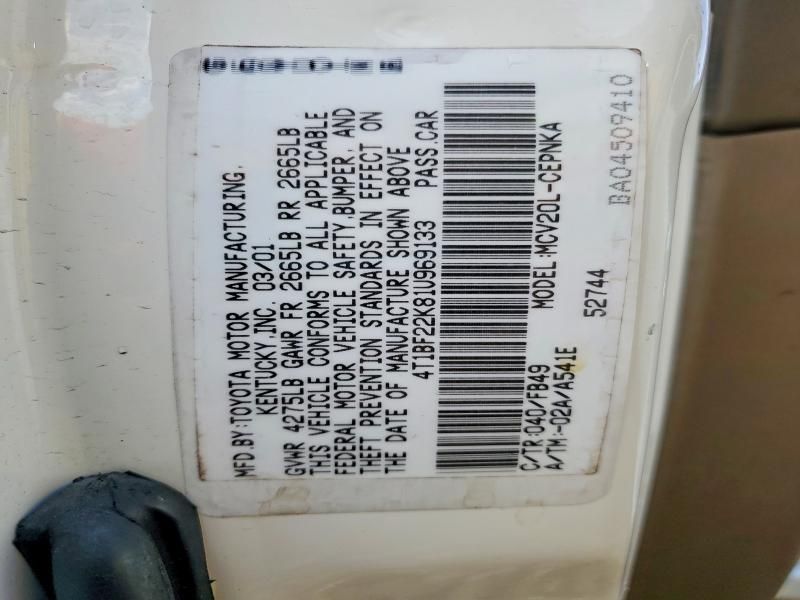 MFD.BY:TOYOTA MOTOR MANUFACTURING,
KENTUCKY,INC. 03/01
GVWR 4275LB GAWR FR 2665LB RR 2665LB
THIS VEHICLE CONFORMS TO ALL APPLICABLE
FEDERAL MOTOR VEHICLE SAFETY,BUMPER, AND
THEFT PREVENTION STANDARDS IN EFFECT ON
THE DATE OF MANUFACTURE SHOWN ABOVE
4T1BF22K81U969133 PASS.CAR
C/TR:040/FB49 MODEL:MCV20L-CEPNKA
A/TM:-02A/A541E
52744
BA04509410